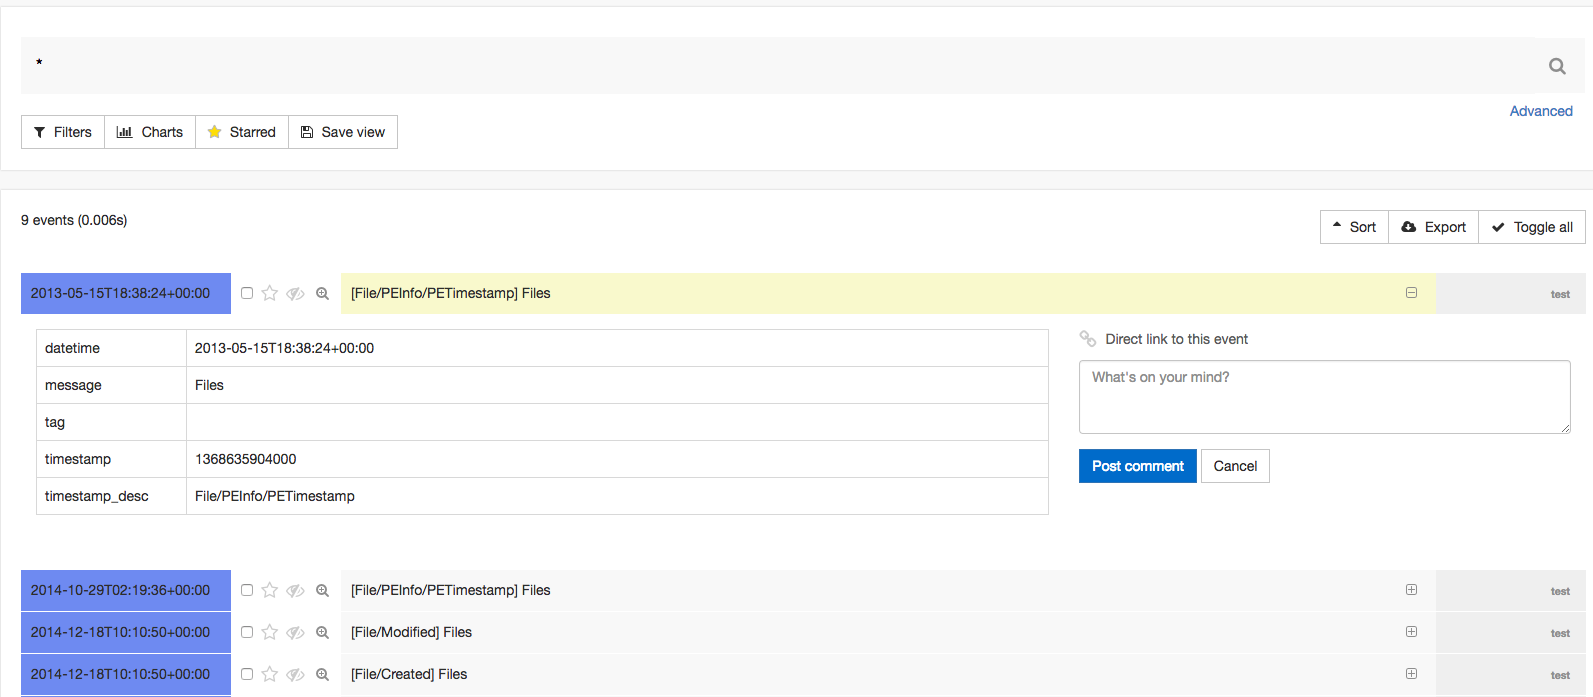 *
Advanced
Filters Charts Starred Save view
9 events (0.006s)
Sort Export Toggle all
2013-05-15T18:38:24+00:00 [File/PEInfo/PETimestamp] Files test
datetime 2013-05-15T18:38:24+00:00
message Files
tag
timestamp 1368635904000
timestamp_desc File/PEInfo/PETimestamp
Direct link to this event
What's on your mind?
Post comment Cancel
2014-10-29T02:19:36+00:00 [File/PEInfo/PETimestamp] Files test
2014-12-18T10:10:50+00:00 [File/Modified] Files test
2014-12-18T10:10:50+00:00 [File/Created] Files test